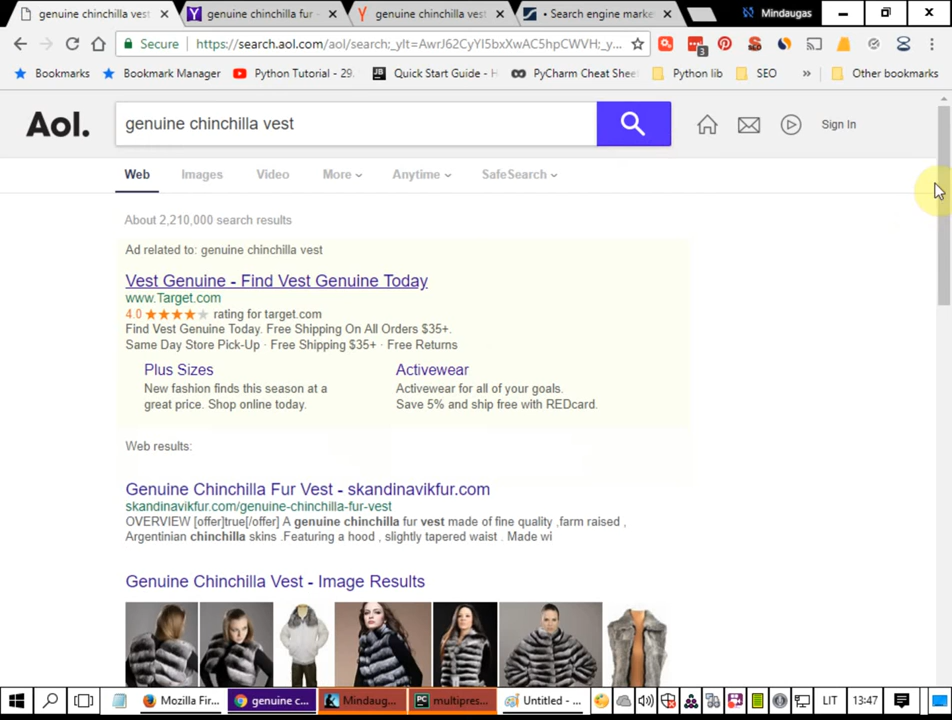 genuine chinchilla vest
genuine chinchilla fur -
genuine chinchilla vest
• Search engine marke
Mindaugas
Secure
https://search.aol.com/aol/search;_ylt=AwrJ62CyYI5bxXwAC5hpCWVH;_y...
3
Bookmarks
Bookmark Manager
Python Tutorial - 29.
Quick Start Guide - H
PyCharm Cheat Shee
Python lib
SEO
»
Other bookmarks
Aol.
genuine chinchilla vest
Sign In
Web
Images
Video
More
Anytime
SafeSearch
About 2,210,000 search results
Ad related to: genuine chinchilla vest
Vest Genuine - Find Vest Genuine Today
www.Target.com
4.0 ★★★★★ rating for target.com
Find Vest Genuine Today. Free Shipping On All Orders $35+.
Same Day Store Pick-Up · Free Shipping $35+ · Free Returns
Plus Sizes
New fashion finds this season at a
great price. Shop online today.
Activewear
Activewear for all of your goals.
Save 5% and ship free with REDcard.
Web results:
Genuine Chinchilla Fur Vest - skandinavikfur.com
skandinavikfur.com/genuine-chinchilla-fur-vest
OVERVIEW [offer]true[/offer] A genuine chinchilla fur vest made of fine quality ,farm raised ,
Argentinian chinchilla skins .Featuring a hood , slightly tapered waist . Made wi
Genuine Chinchilla Vest - Image Results
Mozilla Fir...
genuine c...
Mindaug...
multipres...
Untitled - ...
LIT
13:47